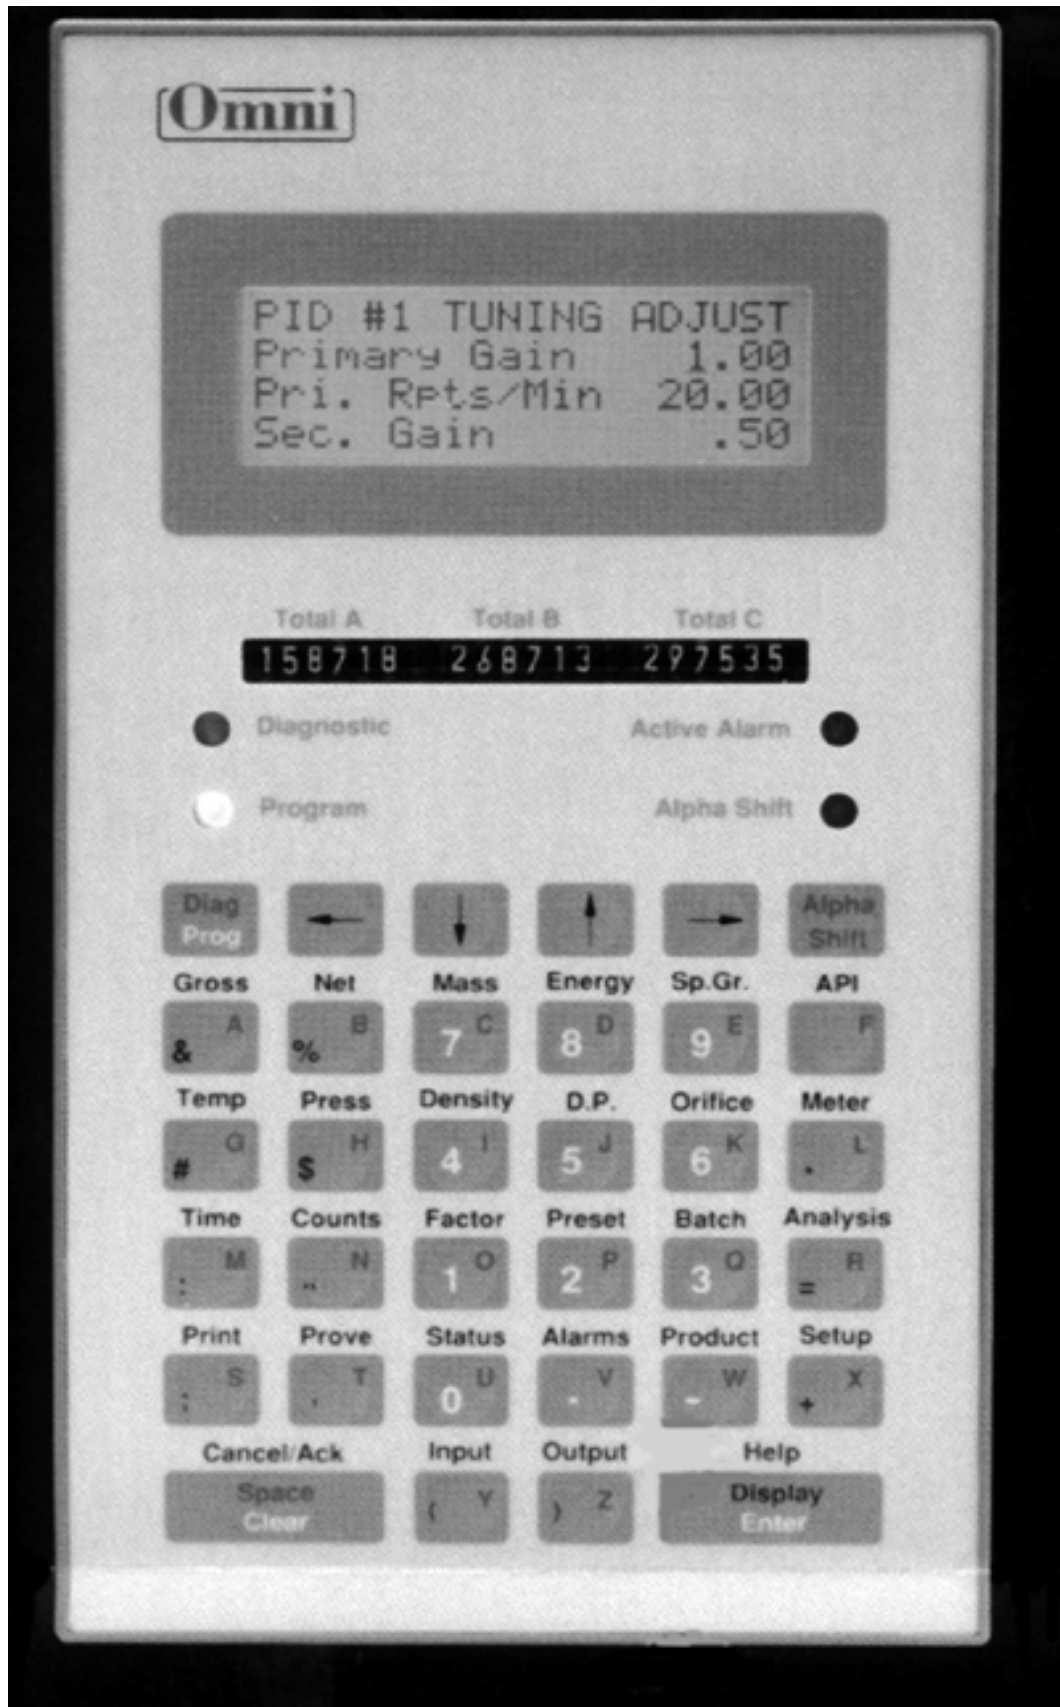 Omni
PID #1 TUNING ADJUST
Primary Gain 1.00
Pri. Rpts/Min 20.00
Sec. Gain .50
Total A Total B Total C
158718 268713 297535
Diagnostic Active Alarm
Program Alpha Shift
Diag Prog ← ↓ ↑ → Alpha Shift
Gross Net Mass Energy Sp.Gr. API
& A % B 7 C 8 D 9 E F
Temp Press Density D.P. Orifice Meter
# G $ H 4 I 5 J 6 K . L
Time Counts Factor Preset Batch Analysis
: M " N 1 O 2 P 3 Q = R
Print Prove Status Alarms Product Setup
; S , T 0 U . V - W + X
Cancel/Ack Input Output Help
Space Clear ( Y ) Z Display Enter